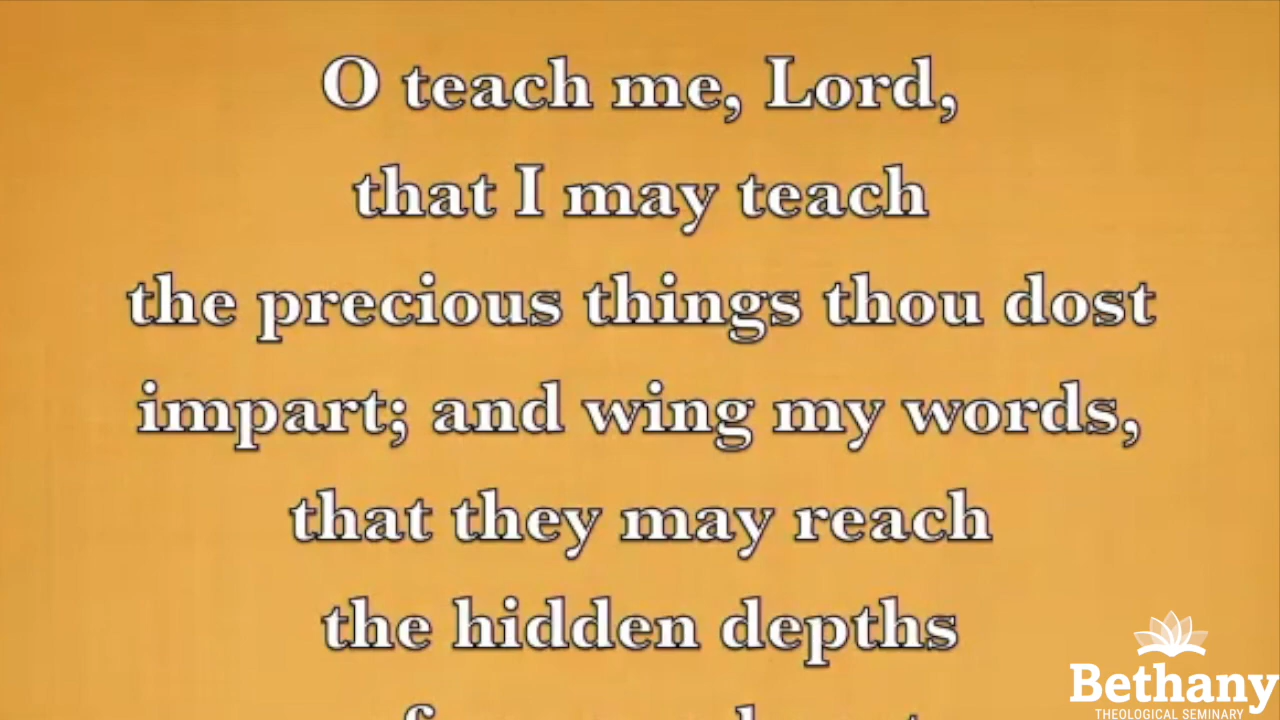 O teach me, Lord,
that I may teach
the precious things thou dost
impart; and wing my words,
that they may reach
the hidden depths
Bethany
THEOLOGICAL SEMINARY